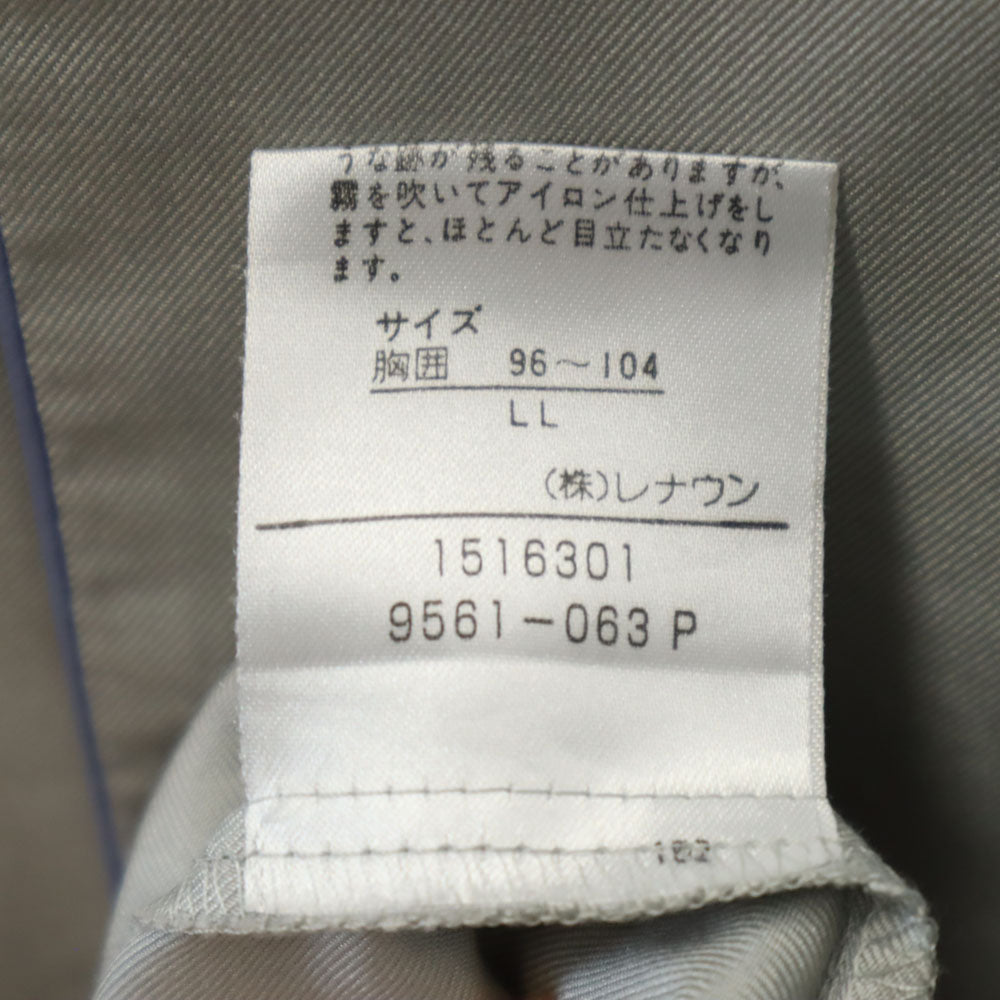 うな跡が残ることがありますが、
霧を吹いてアイロン仕上げをし
ますと、ほとんど目立たなくなり
ます。
サイズ
胸囲 96〜104
LL
(株)レナウン
1516301
9561-063 P